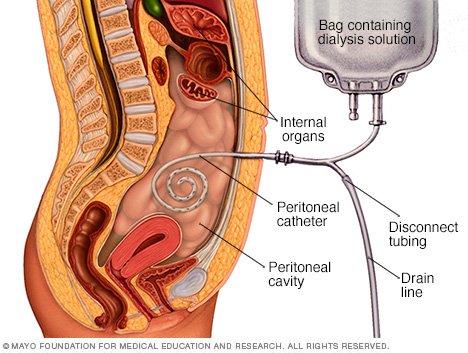 Bag containing
dialysis solution
Internal
organs
Peritoneal
catheter
Disconnect
tubing
Peritoneal
cavity
Drain
line
© MAYO FOUNDATION FOR MEDICAL EDUCATION AND RESEARCH. ALL RIGHTS RESERVED.